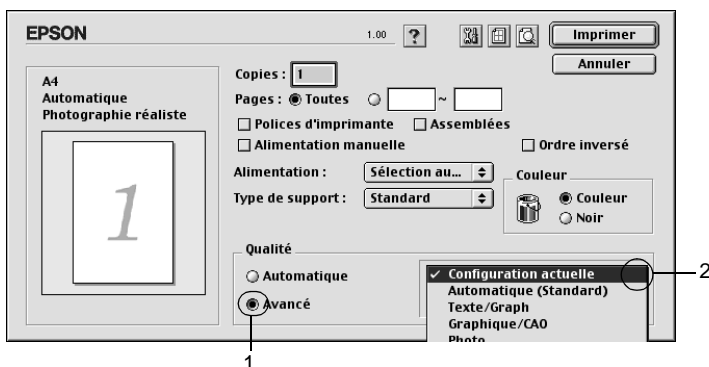 EPSON
1.00
?
Imprimer
Annuler
A4
Automatique
Photographie réaliste
1
Copies : 1
Pages : Toutes ~
Polices d'imprimante Assemblées
Alimentation manuelle Ordre inversé
Alimentation : Sélection au...
Type de support : Standard
Couleur
Couleur
Noir
Qualité
Automatique
Avancé
✓ Configuration actuelle
Automatique (Standard)
Texte/Graph
Graphique/CAO
Photo
2
1